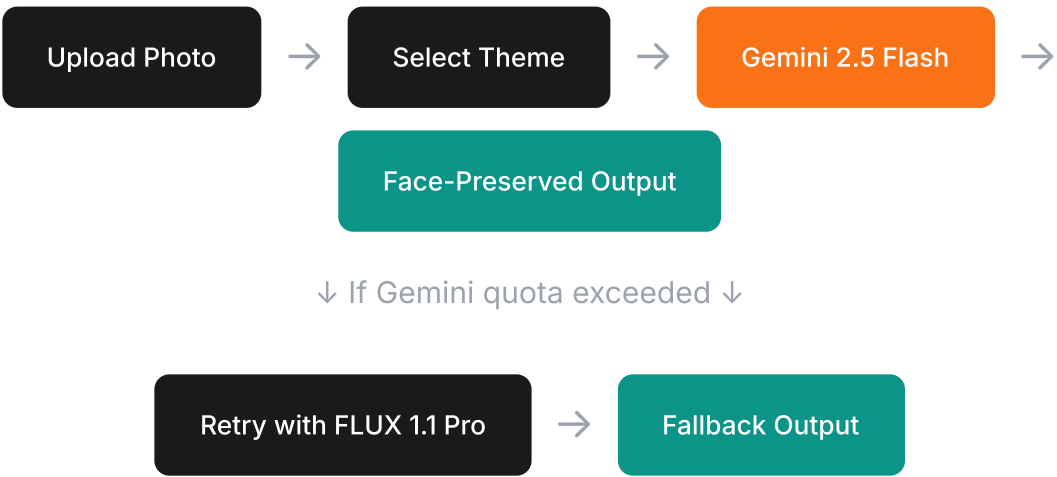 Upload Photo → Select Theme → Gemini 2.5 Flash →
Face-Preserved Output
↓ If Gemini quota exceeded ↓
Retry with FLUX 1.1 Pro → Fallback Output